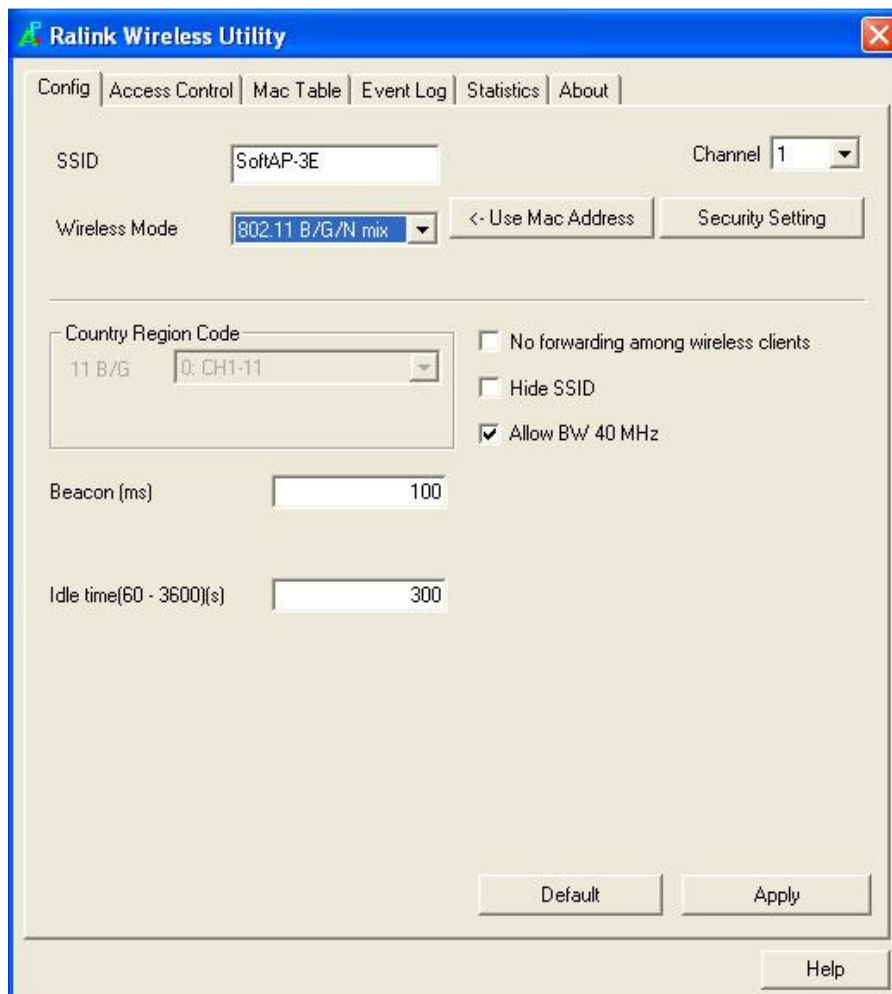 Ralink Wireless Utility
Config Access Control Mac Table Event Log Statistics About
SSID SoftAP-3E Channel 1
Wireless Mode 802.11 B/G/N mix <- Use Mac Address Security Setting
Country Region Code
11 B/G 0: CH1-11
No forwarding among wireless clients
Hide SSID
Allow BW 40 MHz
Beacon (ms) 100
Idle time(60 - 3600)(s) 300
Default Apply
Help